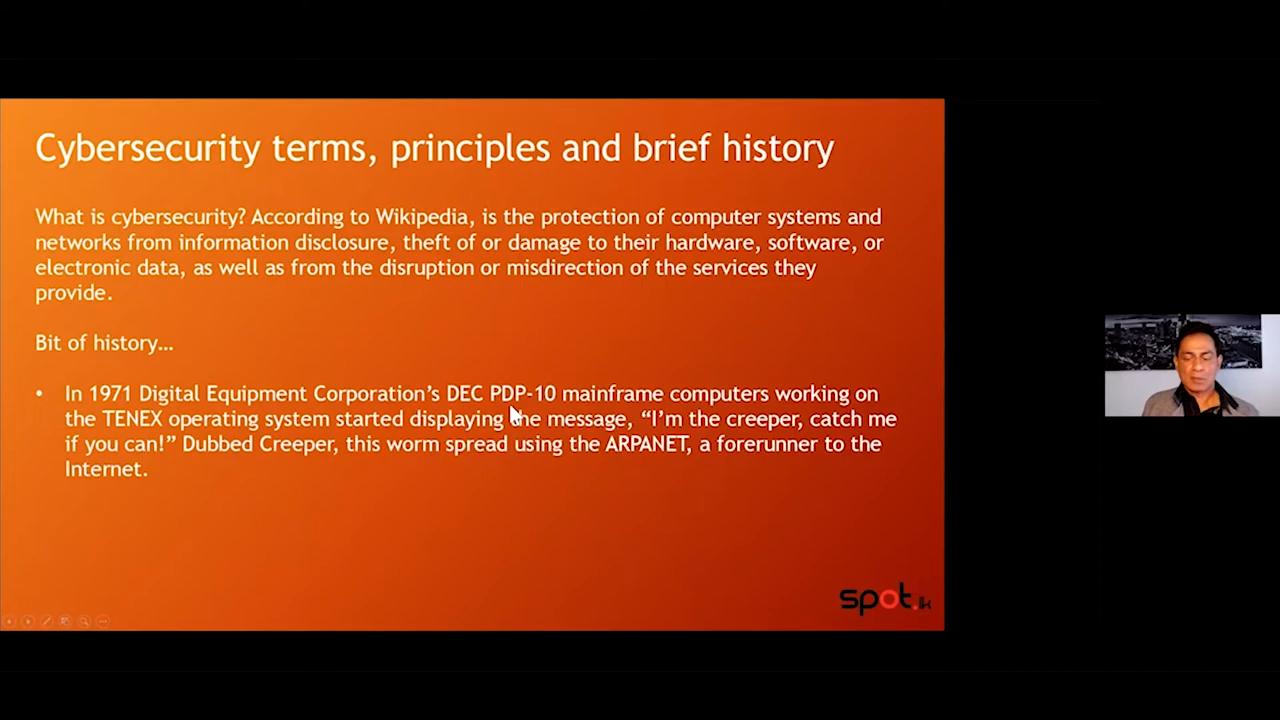 Cybersecurity terms, principles and brief history
What is cybersecurity? According to Wikipedia, is the protection of computer systems and
networks from information disclosure, theft of or damage to their hardware, software, or
electronic data, as well as from the disruption or misdirection of the services they
provide.
Bit of history…
• In 1971 Digital Equipment Corporation’s DEC PDP-10 mainframe computers working on
the TENEX operating system started displaying the message, “I’m the creeper, catch me
if you can!” Dubbed Creeper, this worm spread using the ARPANET, a forerunner to the
Internet.
spot.lk